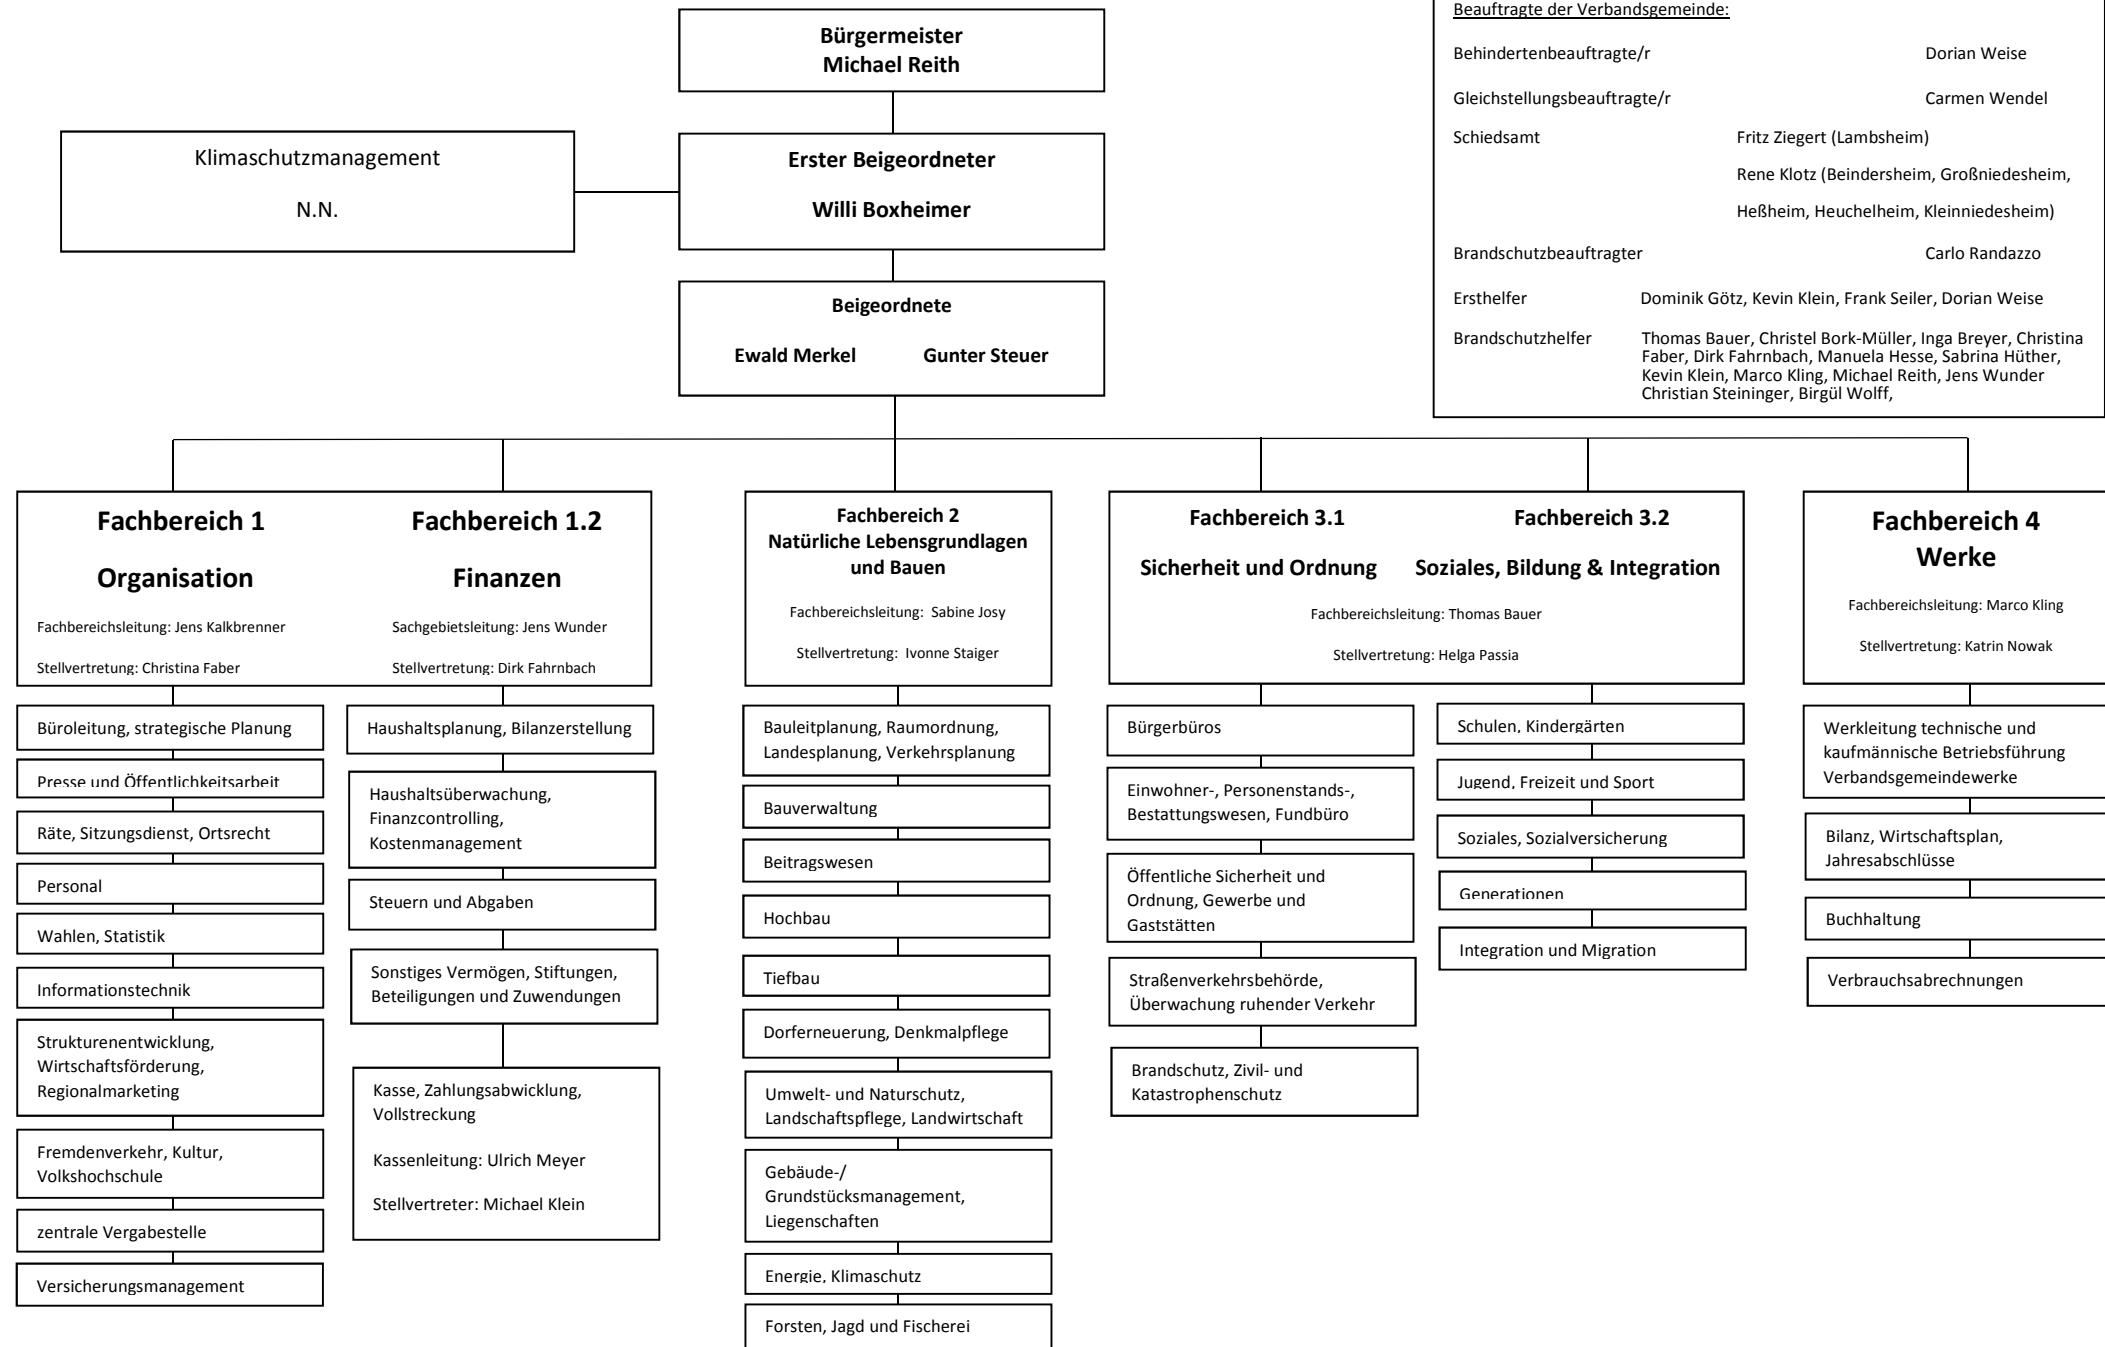 Bürgermeister
Michael Reith
Klimaschutzmanagement
N.N.
Erster Beigeordneter
Willi Boxheimer
Beigeordnete
Ewald Merkel Gunter Steuer
Beauftragte der Verbandsgemeinde:
Behindertenbeauftragte/r Dorian Weise
Gleichstellungsbeauftragte/r Carmen Wendel
Schiedsamt Fritz Ziegert (Lambsheim)
Rene Klotz (Beindersheim, Großniedesheim,
Heßheim, Heuchelheim, Kleinniedesheim)
Brandschutzbeauftragter Carlo Randazzo
Ersthelfer Dominik Götz, Kevin Klein, Frank Seiler, Dorian Weise
Brandschutzhelfer Thomas Bauer, Christel Bork-Müller, Inga Breyer, Christina
Faber, Dirk Fahrnbach, Manuela Hesse, Sabrina Hüther,
Kevin Klein, Marco Kling, Michael Reith, Jens Wunder
Christian Steininger, Birgül Wolff,
Fachbereich 1
Organisation
Fachbereichsleitung: Jens Kalkbrenner
Stellvertretung: Christina Faber
Fachbereich 1.2
Finanzen
Sachgebietsleitung: Jens Wunder
Stellvertretung: Dirk Fahrnbach
Fachbereich 2
Natürliche Lebensgrundlagen
und Bauen
Fachbereichsleitung: Sabine Josy
Stellvertretung: Ivonne Staiger
Fachbereich 3.1 Fachbereich 3.2
Sicherheit und Ordnung Soziales, Bildung & Integration
Fachbereichsleitung: Thomas Bauer
Stellvertretung: Helga Passia
Fachbereich 4
Werke
Fachbereichsleitung: Marco Kling
Stellvertretung: Katrin Nowak
Büroleitung, strategische Planung
Presse und Öffentlichkeitsarbeit
Räte, Sitzungsdienst, Ortsrecht
Personal
Wahlen, Statistik
Informationstechnik
Strukturenentwicklung,
Wirtschaftsförderung,
Regionalmarketing
Fremdenverkehr, Kultur,
Volkshochschule
zentrale Vergabestelle
Versicherungsmanagement
Haushaltsplanung, Bilanzerstellung
Haushaltsüberwachung,
Finanzcontrolling,
Kostenmanagement
Steuern und Abgaben
Sonstiges Vermögen, Stiftungen,
Beteiligungen und Zuwendungen
Kasse, Zahlungsabwicklung,
Vollstreckung
Kassenleitung: Ulrich Meyer
Stellvertreter: Michael Klein
Bauleitplanung, Raumordnung,
Landesplanung, Verkehrsplanung
Bauverwaltung
Beitragswesen
Hochbau
Tiefbau
Dorferneuerung, Denkmalpflege
Umwelt- und Naturschutz,
Landschaftspflege, Landwirtschaft
Gebäude-/
Grundstücksmanagement,
Liegenschaften
Energie, Klimaschutz
Forsten, Jagd und Fischerei
Bürgerbüros
Einwohner-, Personenstands-,
Bestattungswesen, Fundbüro
Öffentliche Sicherheit und
Ordnung, Gewerbe und
Gaststätten
Straßenverkehrsbehörde,
Überwachung ruhender Verkehr
Brandschutz, Zivil- und
Katastrophenschutz
Schulen, Kindergärten
Jugend, Freizeit und Sport
Soziales, Sozialversicherung
Generationen
Integration und Migration
Werkleitung technische und
kaufmännische Betriebsführung
Verbandsgemeindewerke
Bilanz, Wirtschaftsplan,
Jahresabschlüsse
Buchhaltung
Verbrauchsabrechnungen